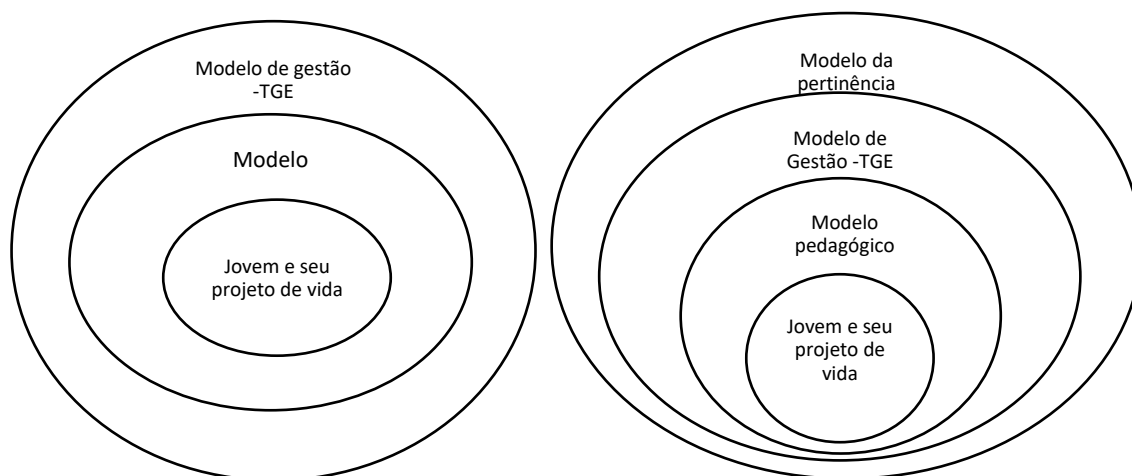 Modelo de gestão
-TGE
Modelo
Jovem e seu
projeto de vida
Modelo da
pertinência
Modelo de
Gestão -TGE
Modelo
pedagógico
Jovem e seu
projeto de
vida